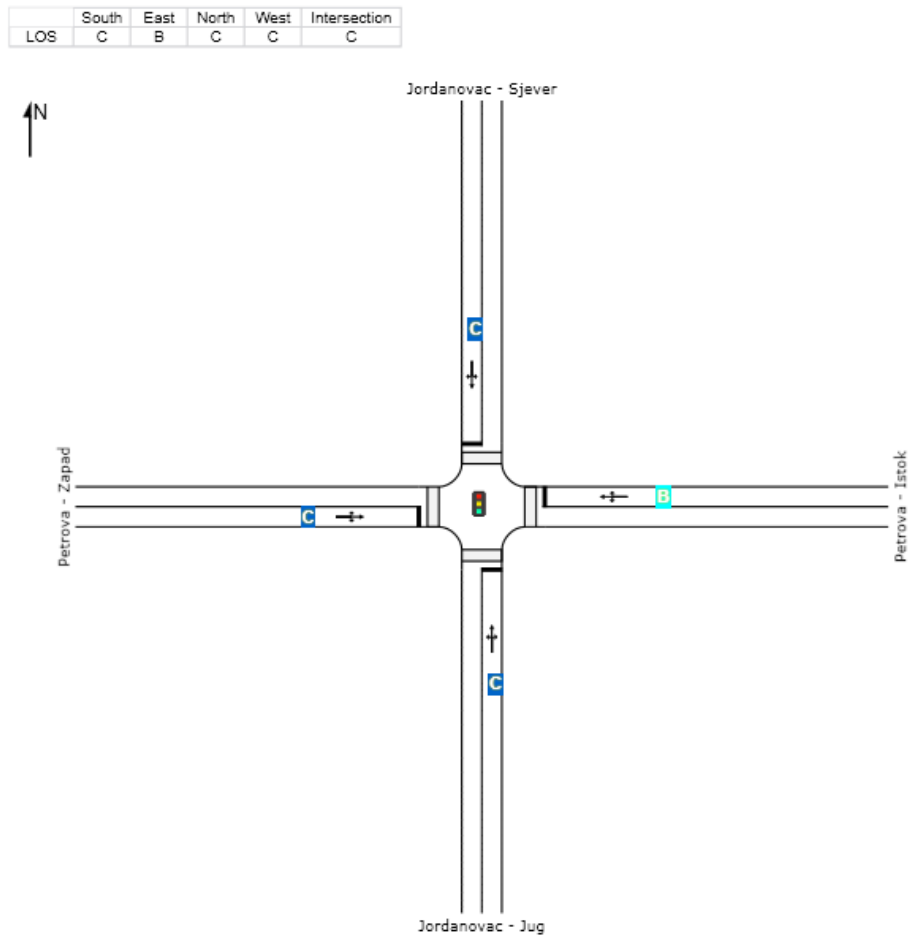 South East North West Intersection
LOS C B C C C
Jordanovac - Sjever
N
C
Petrova - Zapad
Petrova - Istok
B
C
C
Jordanovac - Jug